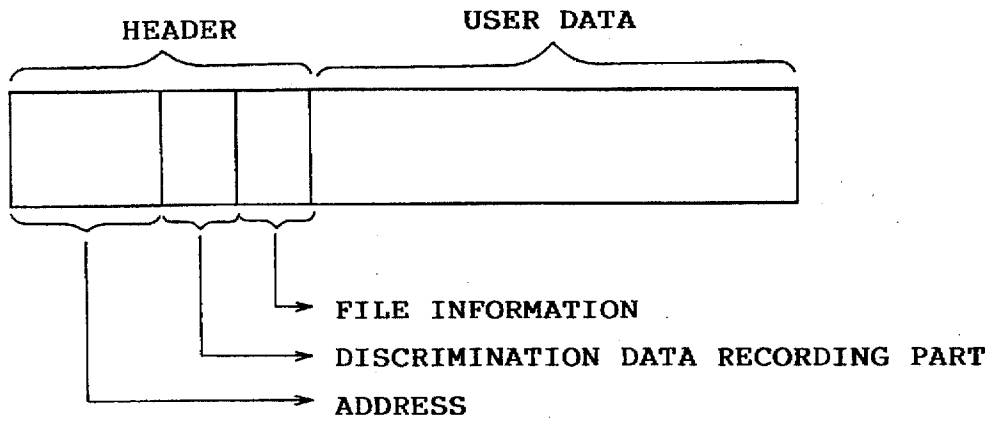 HEADER
USER DATA
FILE INFORMATION
DISCRIMINATION DATA RECORDING PART
ADDRESS